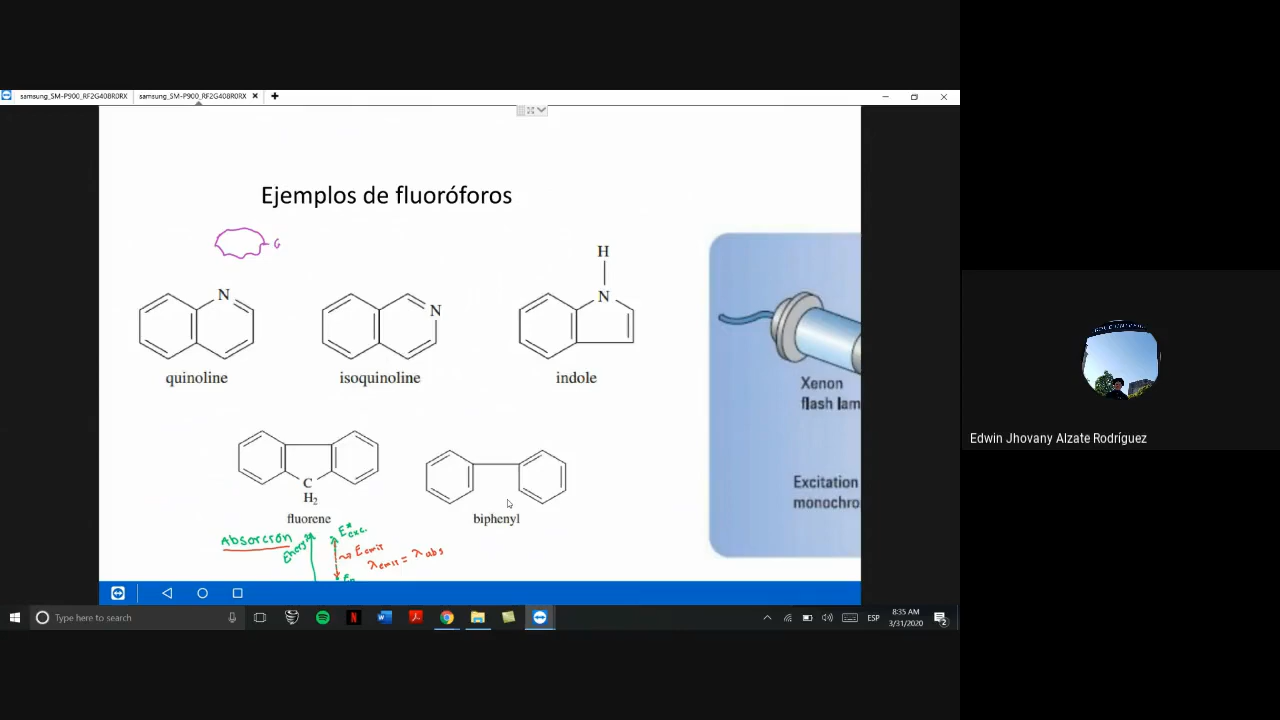 samsung_SM-P900_RF2G408R0RX
samsung_SM-P900_RF2G408R0RX
Ejemplos de fluoróforos
G
H
N
N
N
quinoline
isoquinoline
indole
Xenon
flash lam
C
H2
fluorene
biphenyl
Excitation
monochro
Absorción
Energía
E*exc.
Eemis
λemis = λabs
Edwin Jhovany Alzate Rodríguez
Type here to search
ESP
8:35 AM
3/31/2020
2